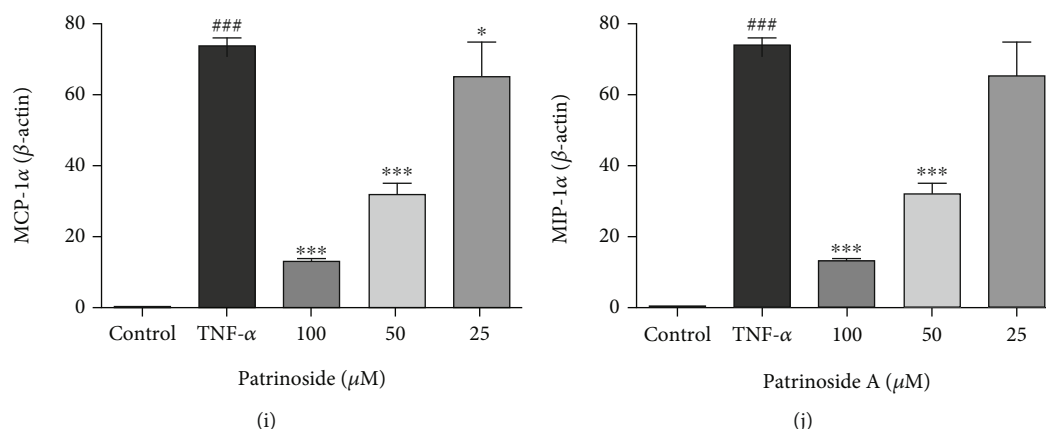 MCP-1α (β-actin)
80
60
40
20
0
###
***
***
*
Control
TNF-α
100
50
25
Patrinoside (μM)
(i)
MIP-1α (β-actin)
80
60
40
20
0
###
***
***
Control
TNF-α
100
50
25
Patrinoside A (μM)
(j)